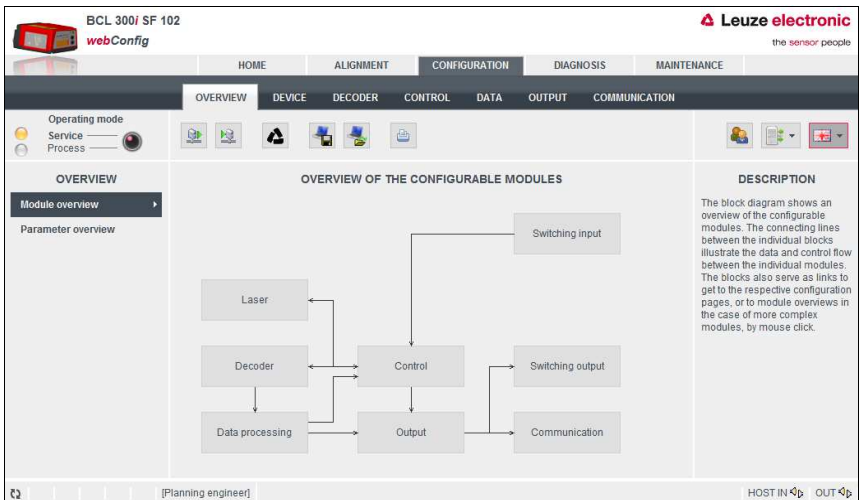 BCL 300i SF 102
webConfig
Leuze electronic
the sensor people
HOME ALIGNMENT CONFIGURATION DIAGNOSIS MAINTENANCE
OVERVIEW DEVICE DECODER CONTROL DATA OUTPUT COMMUNICATION
Operating mode
Service
Process
OVERVIEW
Module overview
Parameter overview
OVERVIEW OF THE CONFIGURABLE MODULES
Switching input
Laser
Decoder
Control
Switching output
Data processing
Output
Communication
DESCRIPTION
The block diagram shows an
overview of the configurable
modules. The connecting lines
between the individual blocks
illustrate the data and control flow
between the individual modules.
The blocks also serve as links to
get to the respective configuration
pages, or to module overviews in
the case of more complex
modules, by mouse click.
[Planning engineer]
HOST IN OUT